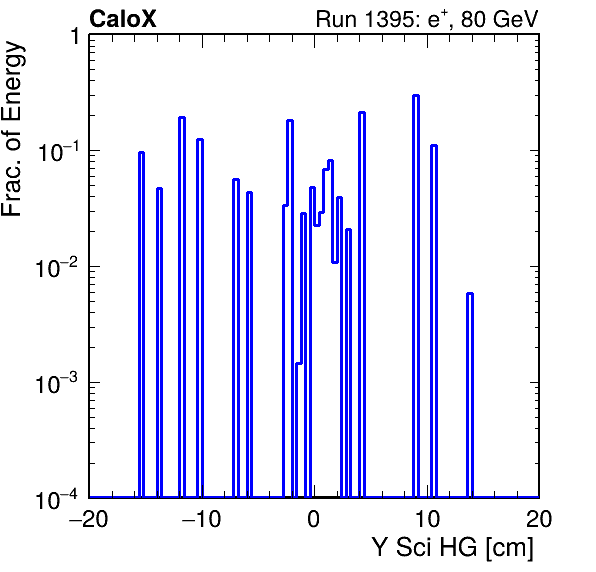 CaloX Run 1395: e⁺, 80 GeV
Frac. of Energy
1
10⁻¹
10⁻²
10⁻³
10⁻⁴
−20 −10 0 10 20
Y Sci HG [cm]